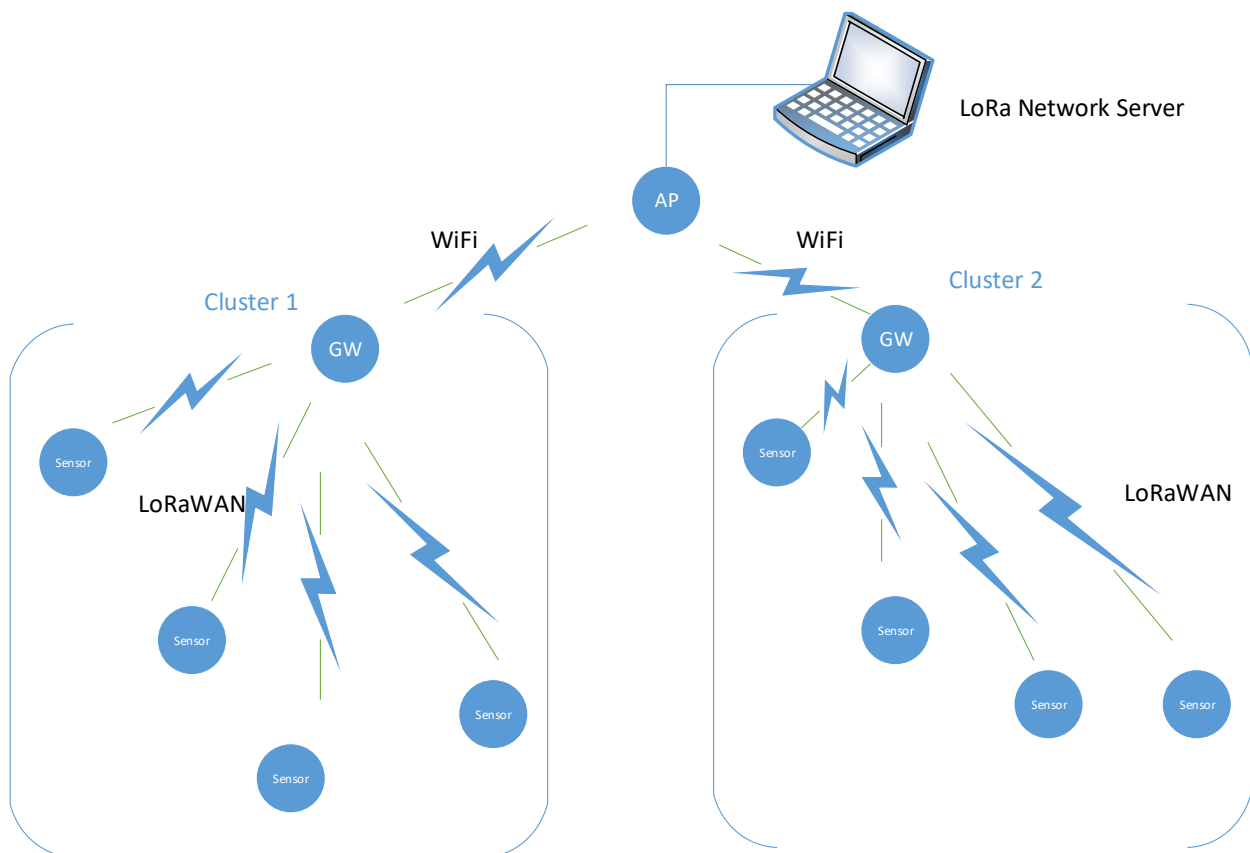 LoRa Network Server
AP
WiFi
WiFi
Cluster 1
Cluster 2
GW
GW
Sensor
Sensor
LoRaWAN
LoRaWAN
Sensor
Sensor
Sensor
Sensor
Sensor
Sensor